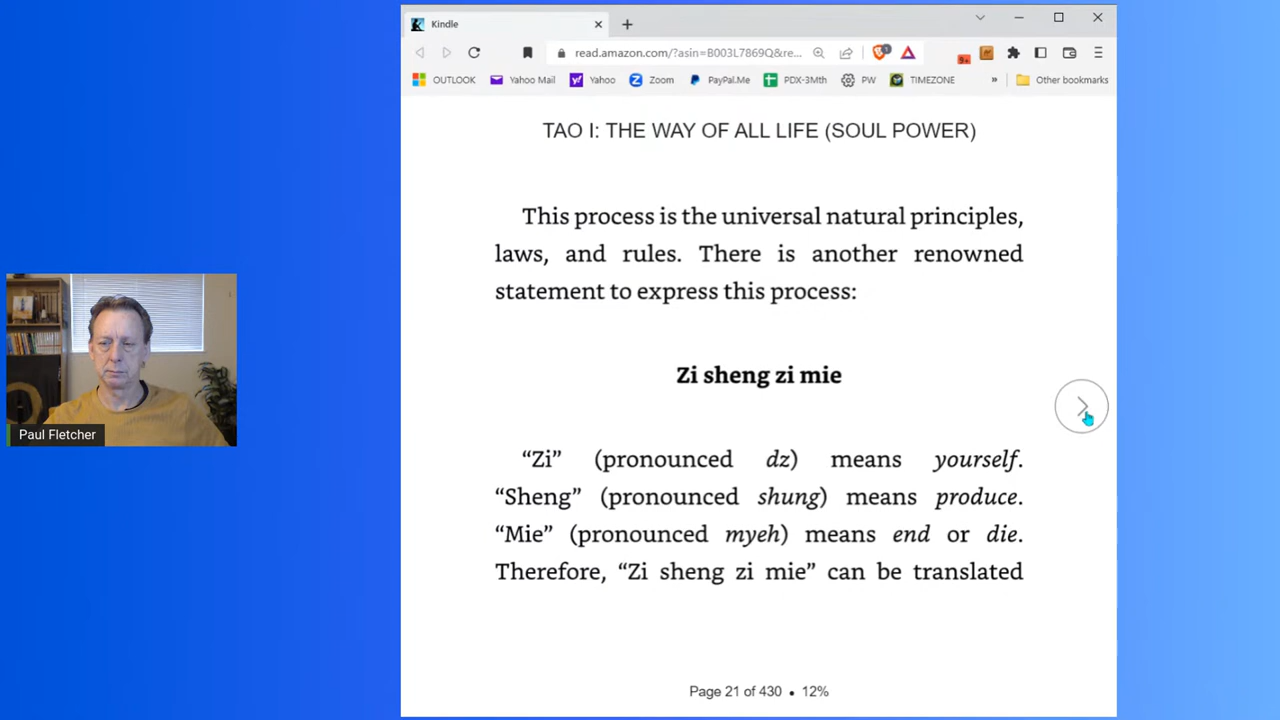 Kindle
read.amazon.com/?asin=B003L7869Q&re...
9+
OUTLOOK Yahoo Mail Yahoo Zoom PayPal.Me PDX-3Mth PW TIMEZONE » Other bookmarks
TAO I: THE WAY OF ALL LIFE (SOUL POWER)
This process is the universal natural principles,
laws, and rules. There is another renowned
statement to express this process:
Zi sheng zi mie
“Zi” (pronounced dz) means yourself.
“Sheng” (pronounced shung) means produce.
“Mie” (pronounced myeh) means end or die.
Therefore, “Zi sheng zi mie” can be translated
Page 21 of 430 • 12%
Paul Fletcher